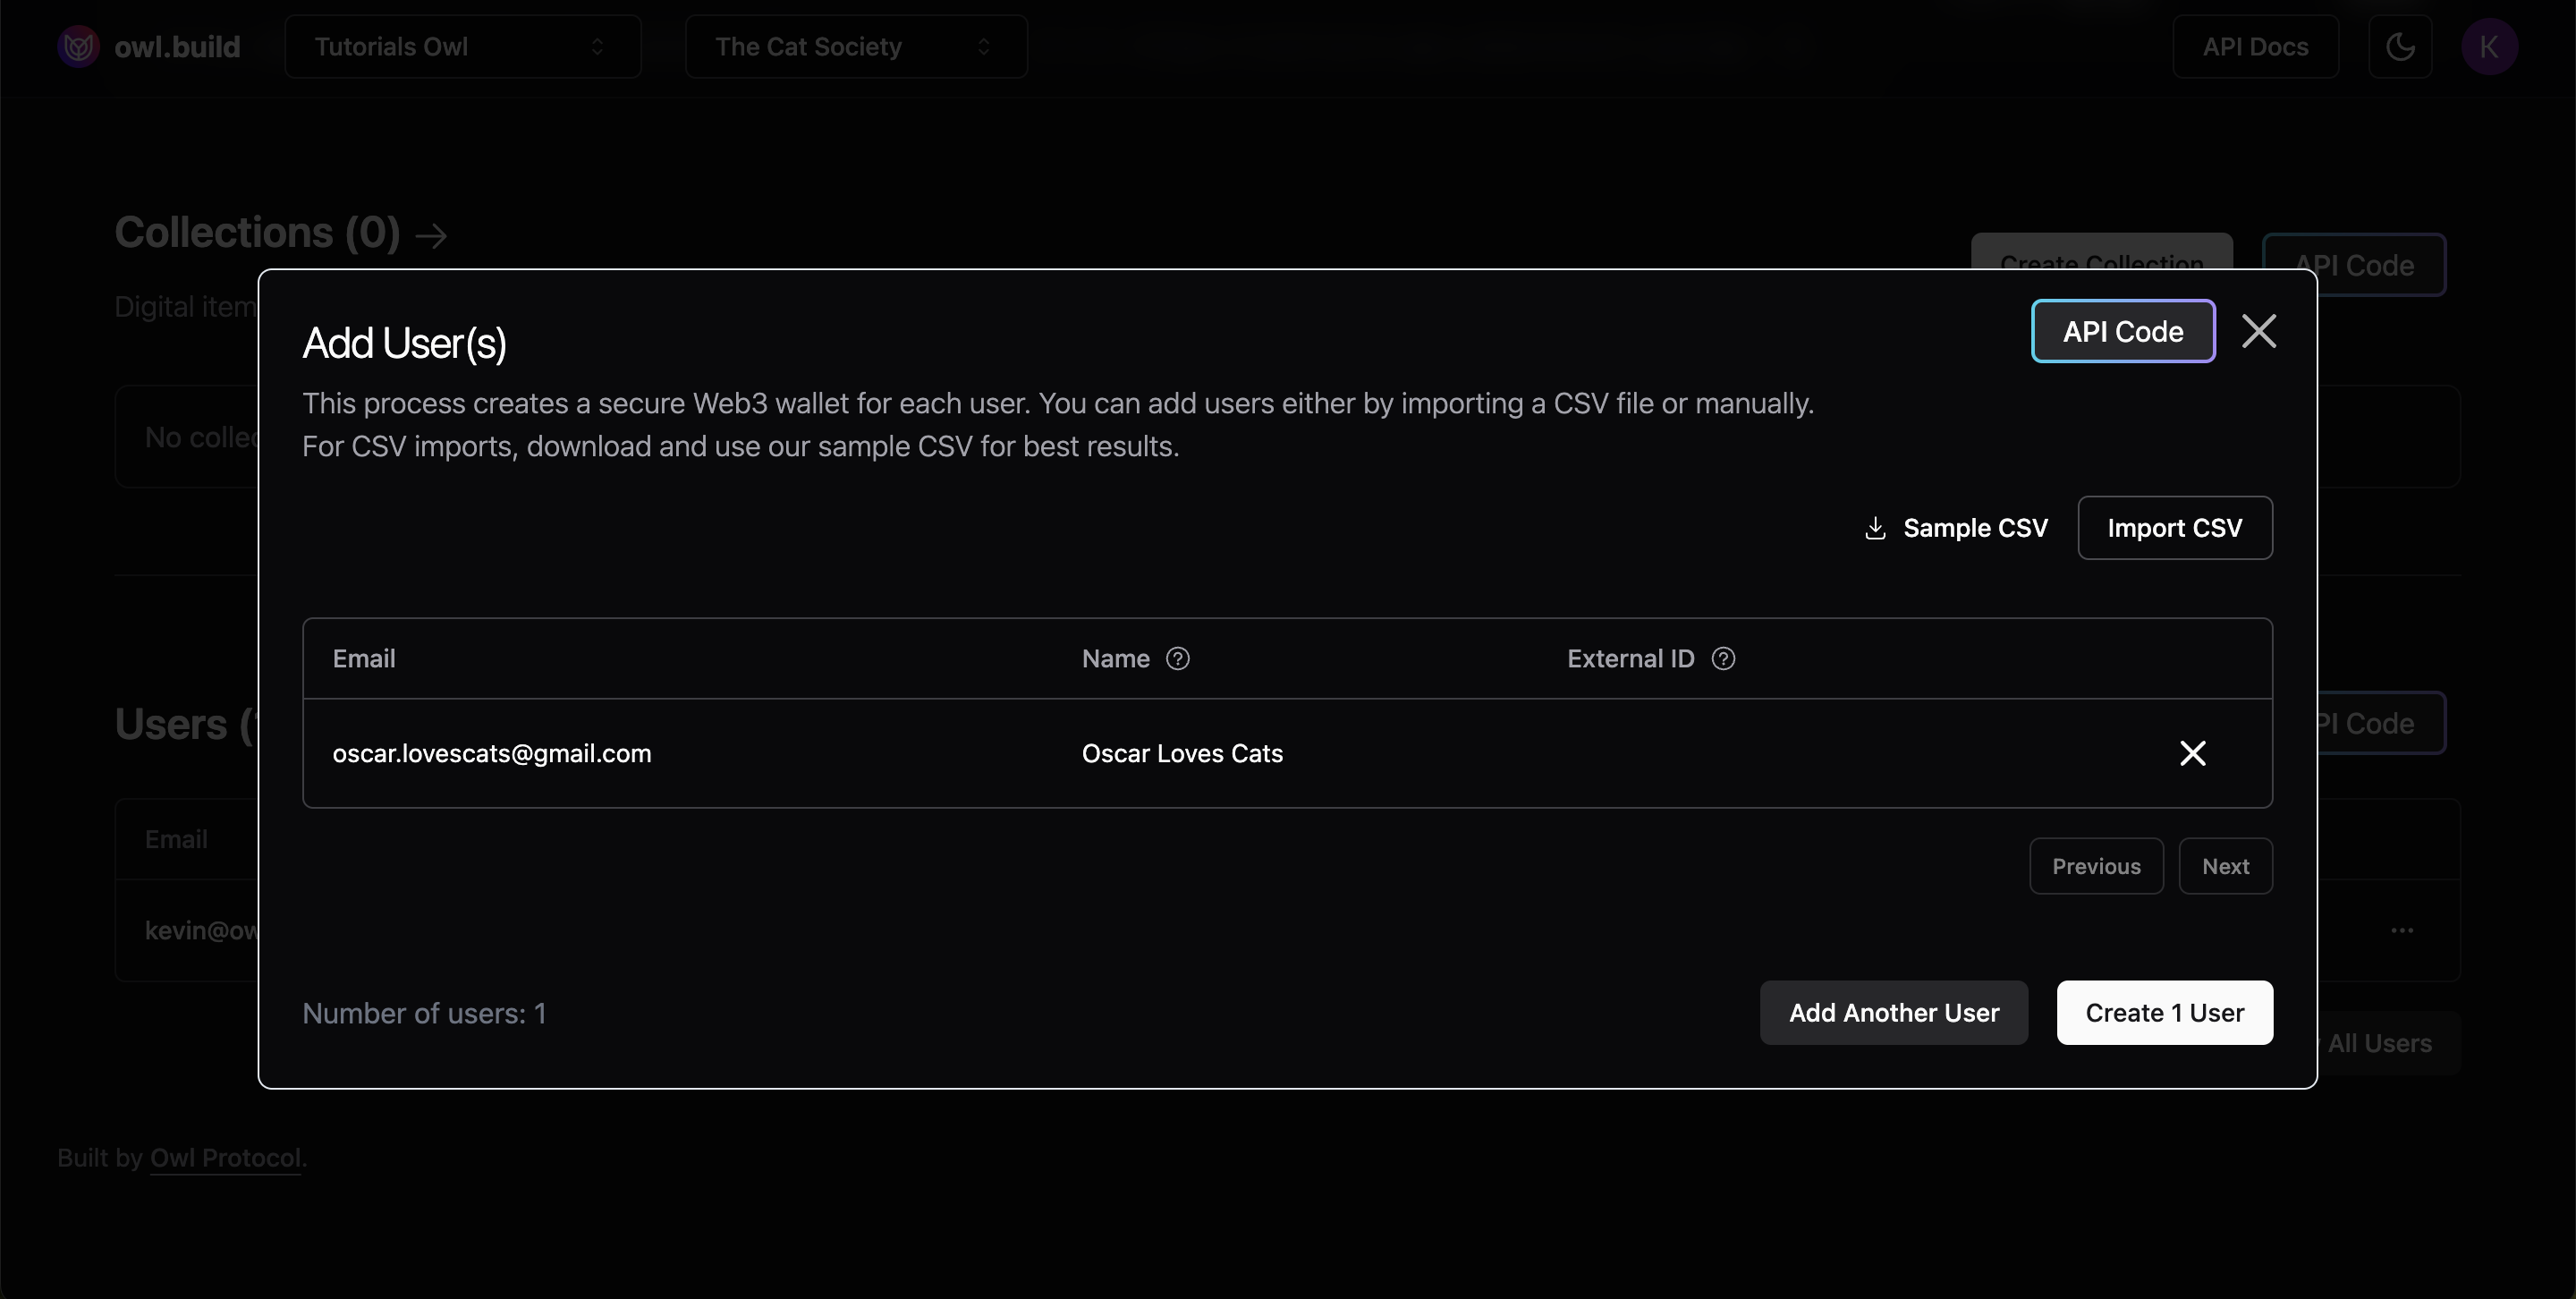 owl.build
Tutorials Owl
The Cat Society
API Docs
K
Collections (0)
Create Collection
API Code
Digital item
No collec
Add User(s)
API Code
This process creates a secure Web3 wallet for each user. You can add users either by importing a CSV file or manually.
For CSV imports, download and use our sample CSV for best results.
Sample CSV
Import CSV
Email
Name
External ID
oscar.lovescats@gmail.com
Oscar Loves Cats
Previous
Next
Number of users: 1
Add Another User
Create 1 User
Users (
PI Code
Email
kevin@ow
All Users
Built by Owl Protocol.